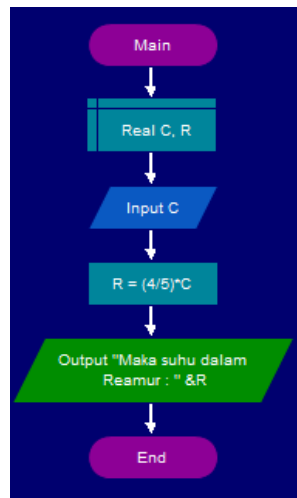 Main
Real C, R
Input C
R = (4/5)*C
Output "Maka suhu dalam
Reamur : " &R
End